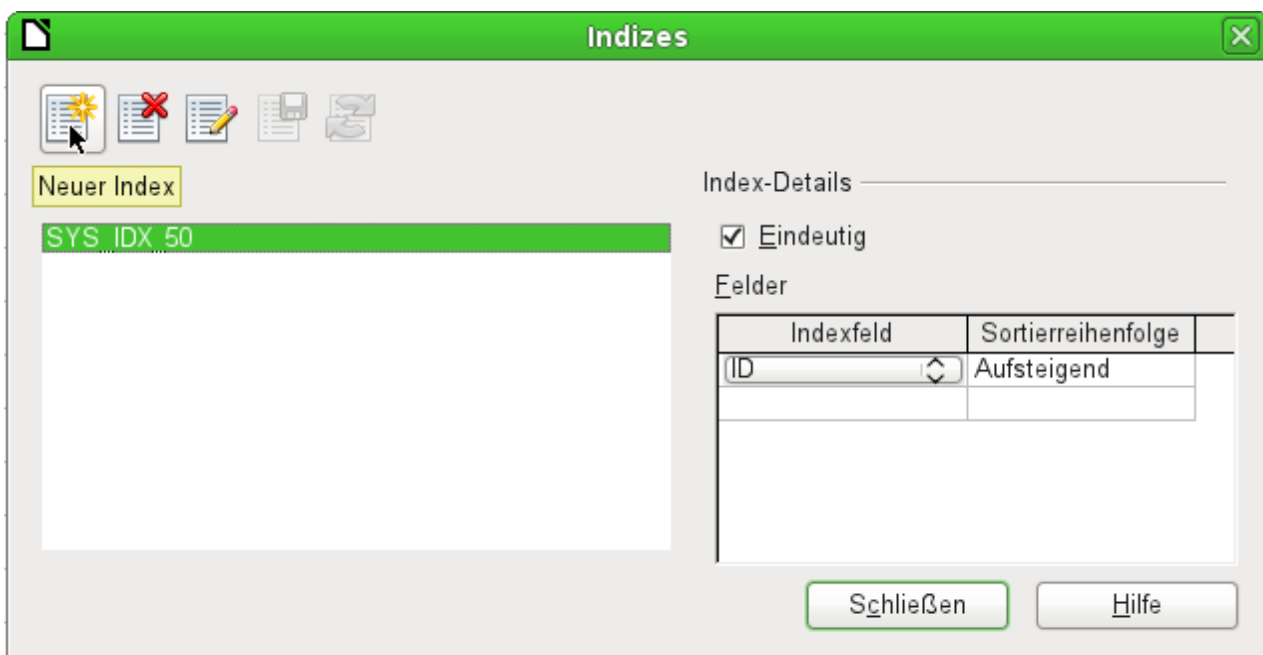 Indizes
Neuer Index
SYS_IDX_50
Index-Details
Eindeutig
Felder
Indexfeld Sortierreihenfolge
ID Aufsteigend
Schließen Hilfe